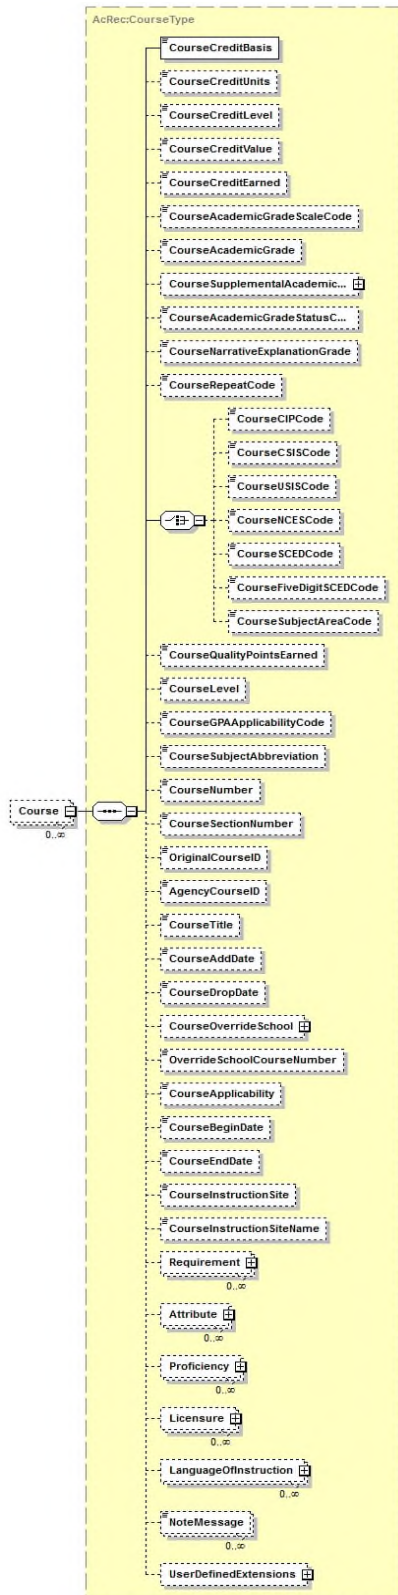 AcRec:CourseType
CourseCreditBasis
CourseCreditUnits
CourseCreditLevel
CourseCreditValue
CourseCreditEarned
CourseAcademicGradeScaleCode
CourseAcademicGrade
CourseSupplementalAcademic...
CourseAcademicGradeStatusC...
CourseNarrativeExplanationGrade
CourseRepeatCode
CourseCIPCode
CourseCSISCode
CourseUSISCode
CourseNCESCode
CourseSCEDCode
CourseFiveDigitSCEDCode
CourseSubjectAreaCode
CourseQualityPointsEarned
CourseLevel
CourseGPAApplicabilityCode
CourseSubjectAbbreviation
CourseNumber
Course
0..∞
CourseSectionNumber
OriginalCourseID
AgencyCourseID
CourseTitle
CourseAddDate
CourseDropDate
CourseOverrideSchool
OverrideSchoolCourseNumber
CourseApplicability
CourseBeginDate
CourseEndDate
CourseInstructionSite
CourseInstructionSiteName
Requirement
0..∞
Attribute
0..∞
Proficiency
0..∞
Licensure
0..∞
LanguageOfInstruction
0..∞
NoteMessage
0..∞
UserDefinedExtensions